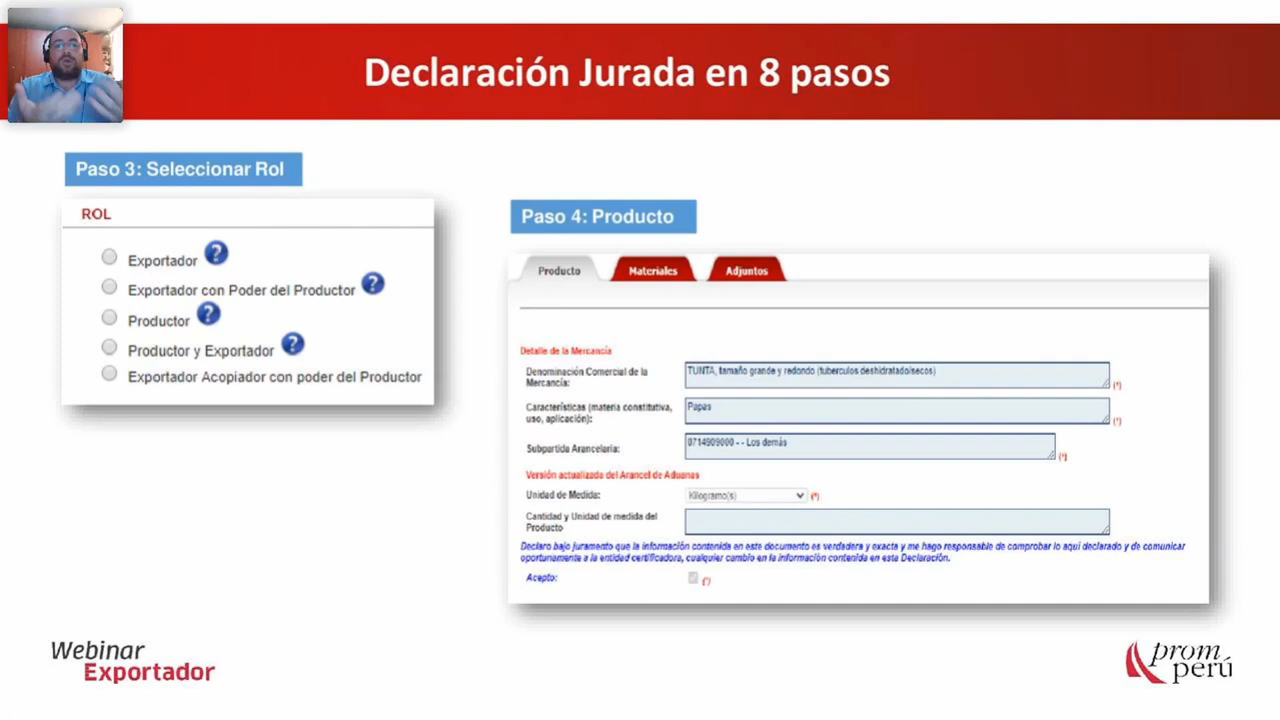 Declaración Jurada en 8 pasos
Paso 3: Seleccionar Rol
ROL
Exportador ?
Exportador con Poder del Productor ?
Productor ?
Productor y Exportador ?
Exportador Acopiador con poder del Productor
Paso 4: Producto
Producto Materiales Adjuntos
Detalle de la Mercancía
Denominación Comercial de la
Mercancía:
TUNTA, tamaño grande y redondo (tuberculos deshidratado/secos)
(*)
Características (materia constitutiva,
uso, aplicación):
Papas
(*)
Subpartida Arancelaria:
0714909000 - - Los demás
(*)
Versión actualizada del Arancel de Aduanas
Unidad de Medida: Kilogramo(s) (*)
Cantidad y Unidad de medida del
Producto
Declaro bajo juramento que la información contenida en este documento es verdadera y exacta y me hago responsable de comprobar lo aquí declarado y de comunicar
oportunamente a la entidad certificadora, cualquier cambio en la información contenida en esta Declaración.
Acepto: (*)
Webinar
Exportador
prom
perú